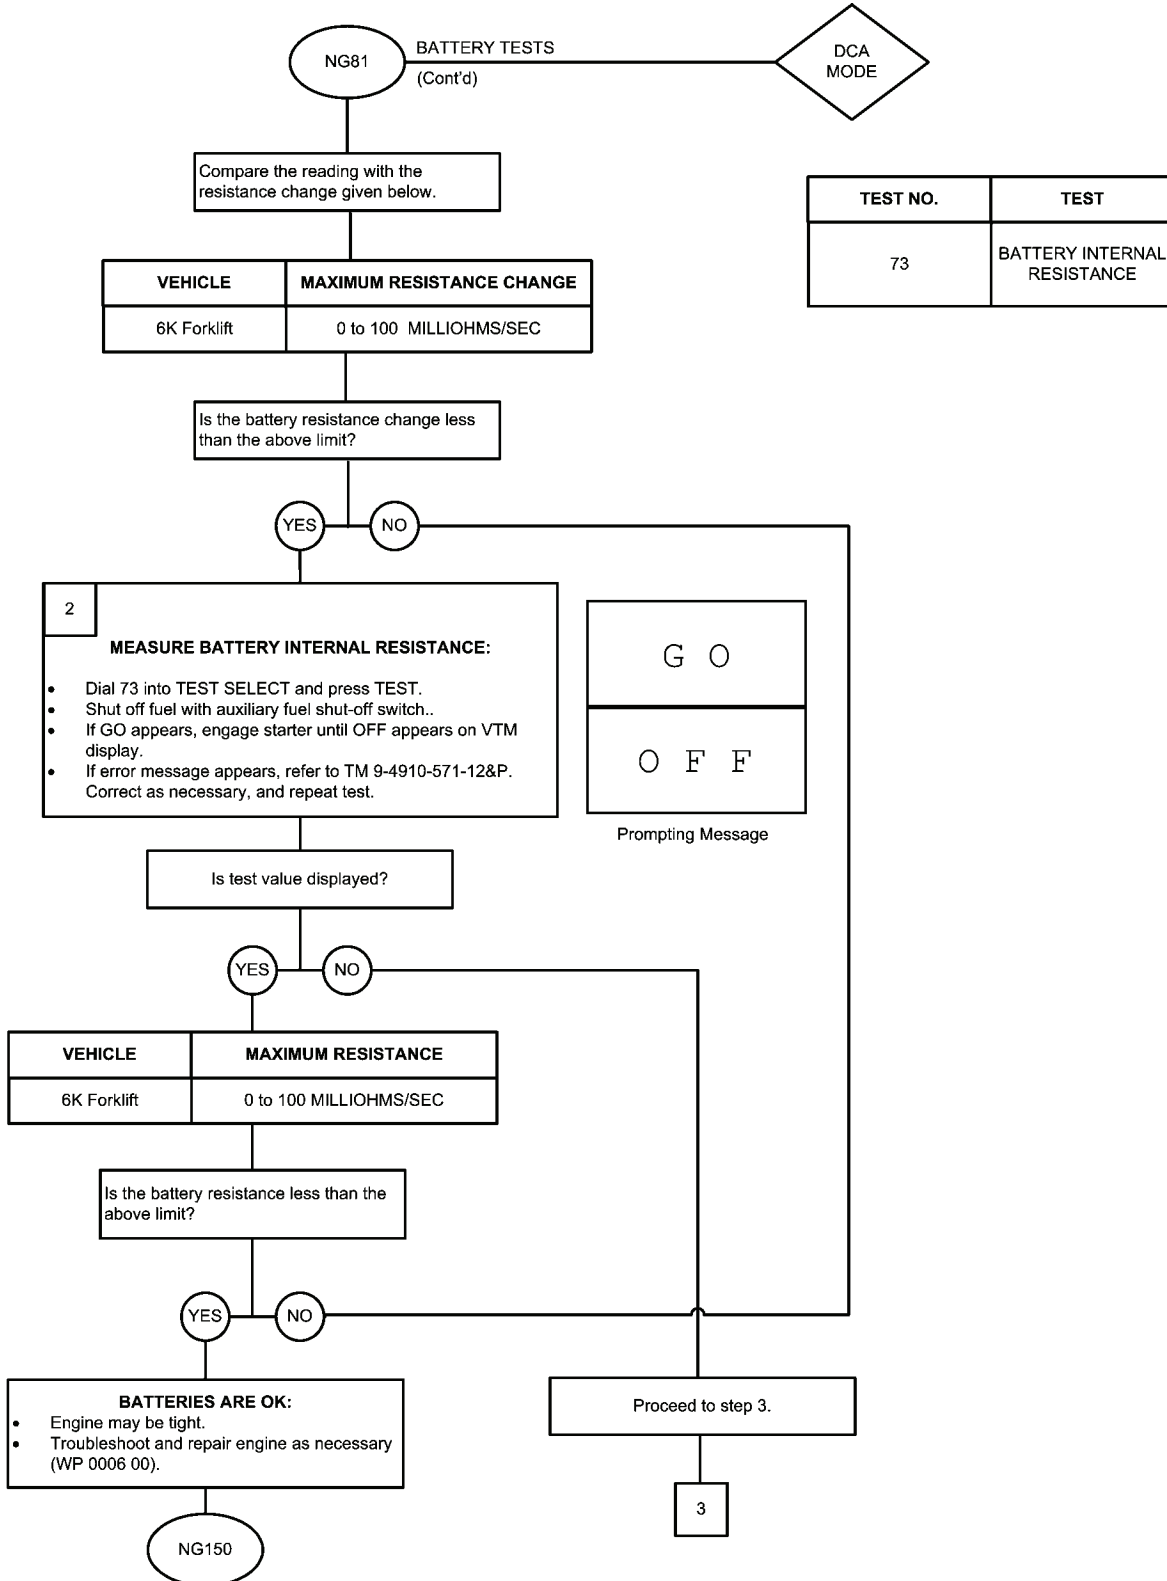 NG81
BATTERY TESTS
(Cont'd)
DCA
MODE
Compare the reading with the
resistance change given below.
TEST NO. TEST
73 BATTERY INTERNAL
RESISTANCE
VEHICLE MAXIMUM RESISTANCE CHANGE
6K Forklift 0 to 100 MILLIOHMS/SEC
Is the battery resistance change less
than the above limit?
YES NO
2
MEASURE BATTERY INTERNAL RESISTANCE:
• Dial 73 into TEST SELECT and press TEST.
• Shut off fuel with auxiliary fuel shut-off switch..
• If GO appears, engage starter until OFF appears on VTM
display.
• If error message appears, refer to TM 9-4910-571-12&P.
Correct as necessary, and repeat test.
G O
O F F
Prompting Message
Is test value displayed?
YES NO
VEHICLE MAXIMUM RESISTANCE
6K Forklift 0 to 100 MILLIOHMS/SEC
Is the battery resistance less than the
above limit?
YES NO
BATTERIES ARE OK:
• Engine may be tight.
• Troubleshoot and repair engine as necessary
(WP 0006 00).
NG150
Proceed to step 3.
3